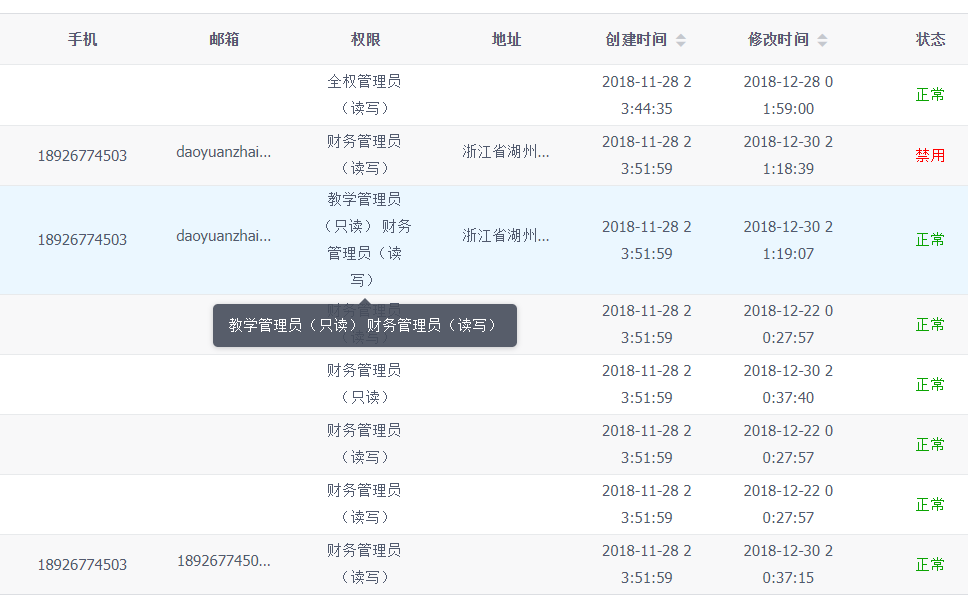 手机 邮箱 权限 地址 创建时间 修改时间 状态
全权管理员 2018-11-28 2 2018-12-28 0 正常
（读写） 3:44:35 1:59:00
18926774503 daoyuanzhai... 财务管理员 浙江省湖州... 2018-11-28 2 2018-12-30 2 禁用
（读写） 3:51:59 1:18:39
教学管理员
18926774503 daoyuanzhai... （只读） 财务 浙江省湖州... 2018-11-28 2 2018-12-30 2 正常
管理员（读 3:51:59 1:19:07
写）
财务管理员 2018-11-28 2 2018-12-22 0 正常
教学管理员（只读） 财务管理员（读写）
（读写） 3:51:59 0:27:57
财务管理员 2018-11-28 2 2018-12-30 2 正常
（只读） 3:51:59 0:37:40
财务管理员 2018-11-28 2 2018-12-22 0 正常
（读写） 3:51:59 0:27:57
财务管理员 2018-11-28 2 2018-12-22 0 正常
（读写） 3:51:59 0:27:57
18926774503 1892677450... 财务管理员 2018-11-28 2 2018-12-30 2 正常
（读写） 3:51:59 0:37:15